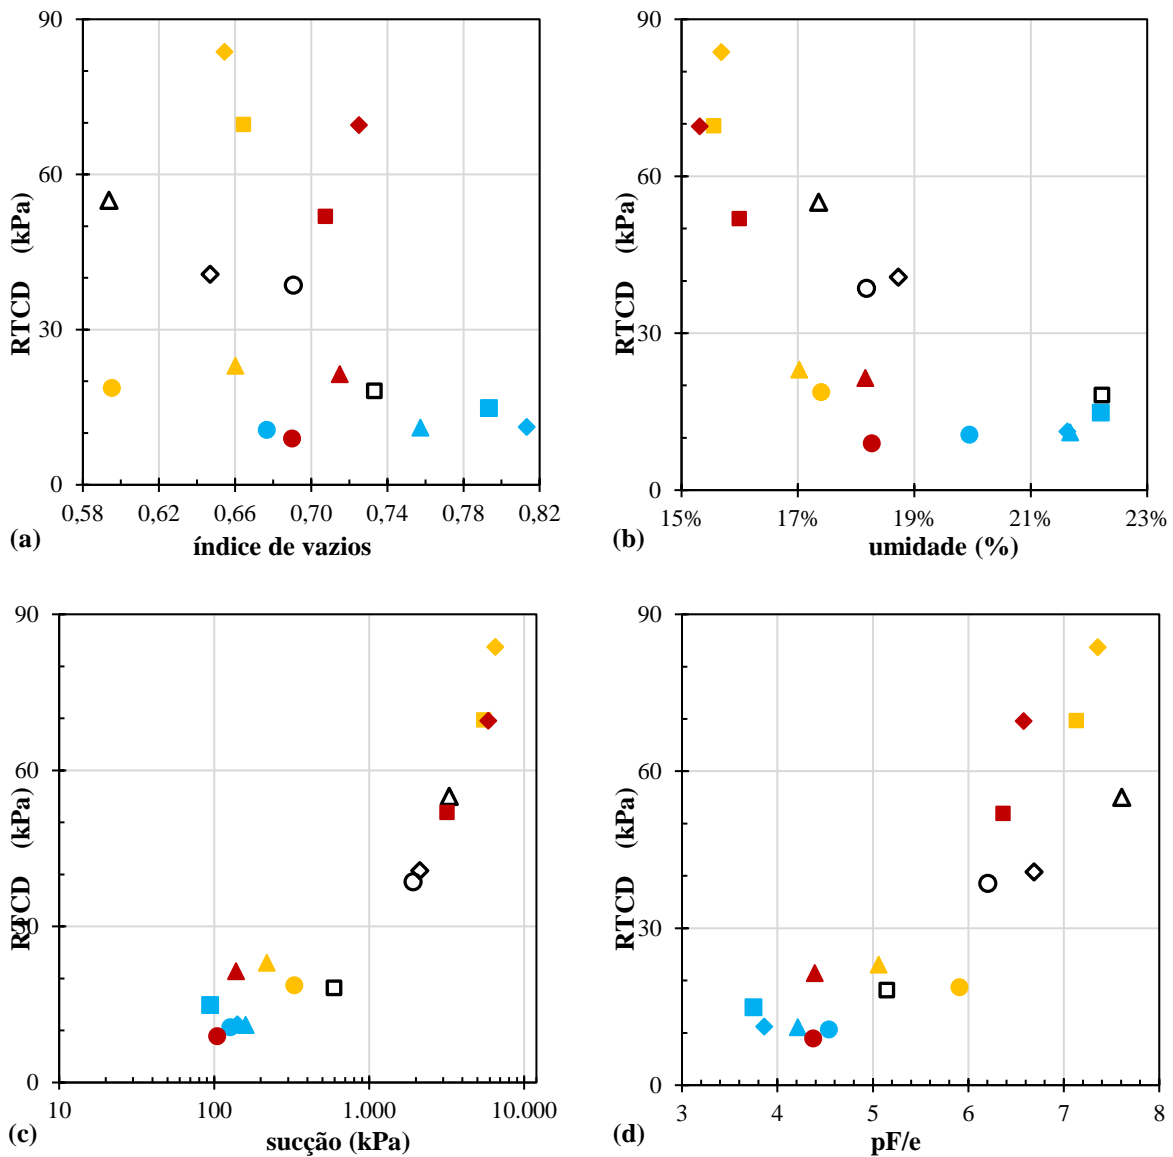 90
60
30
0
RTCD (kPa)
0,58 0,62 0,66 0,70 0,74 0,78 0,82
(a) índice de vazios
90
60
30
0
RTCD (kPa)
15% 17% 19% 21% 23%
(b) umidade (%)
90
60
30
0
RTCD (kPa)
10 100 1.000 10.000
(c) sucção (kPa)
90
60
30
0
RTCD (kPa)
3 4 5 6 7 8
(d) pF/e